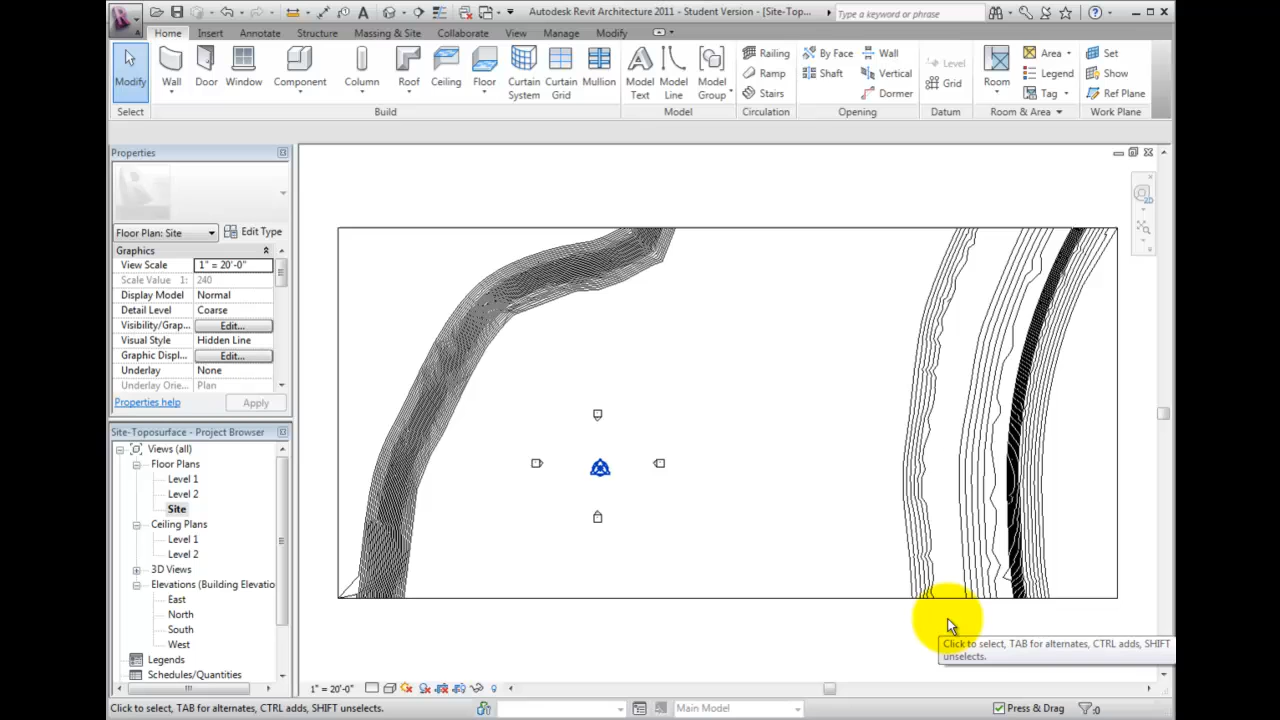 Autodesk Revit Architecture 2011 - Student Version - [Site-Top...
Type a keyword or phrase
Home Insert Annotate Structure Massing & Site Collaborate View Manage Modify
Modify Wall Door Window Component Column Roof Ceiling Floor Curtain System Curtain Grid Mullion Model Text Model Line Model Group
Railing By Face Wall Level Room Area Set
Ramp Shaft Vertical Grid Legend Show
Stairs Dormer Tag Ref Plane
Select Build Model Circulation Opening Datum Room & Area Work Plane
Properties
Floor Plan: Site Edit Type
Graphics
View Scale 1" = 20'-0"
Scale Value 1: 240
Display Model Normal
Detail Level Coarse
Visibility/Grap... Edit...
Visual Style Hidden Line
Graphic Displ... Edit...
Underlay None
Underlay Orie... Plan
Properties help Apply
Site-Toposurface - Project Browser
Views (all)
Floor Plans
Level 1
Level 2
Site
Ceiling Plans
Level 1
Level 2
3D Views
Elevations (Building Elevatio
East
North
South
West
Legends
Schedules/Quantities
Click to select, TAB for alternates, CTRL adds, SHIFT
unselects.
1" = 20'-0"
Click to select, TAB for alternates, CTRL adds, SHIFT unselects. Main Model Press & Drag :0